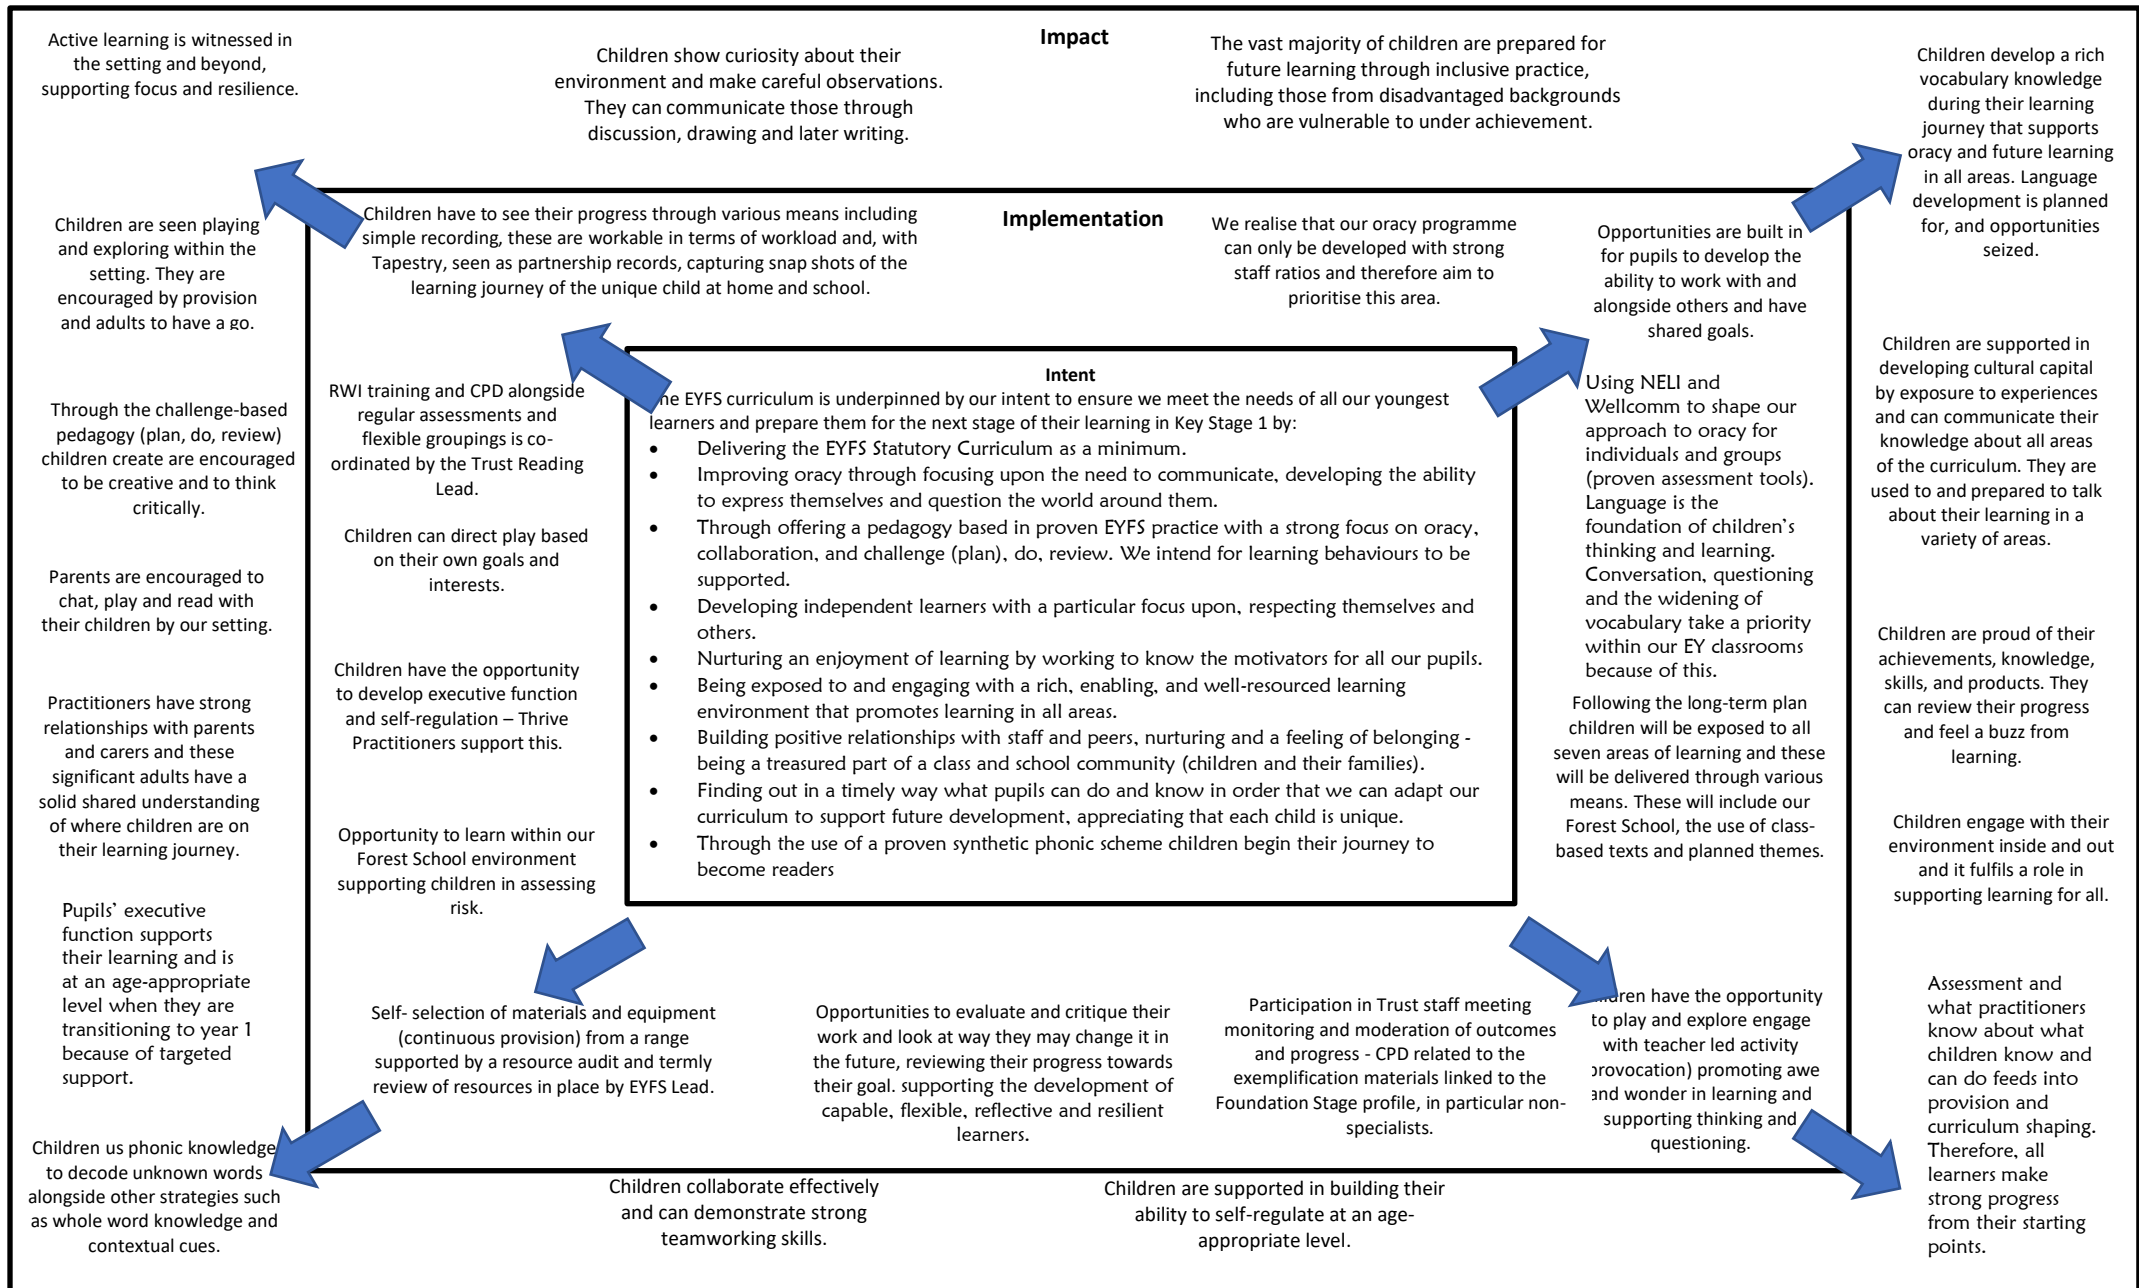 Impact
Active learning is witnessed in
the setting and beyond,
supporting focus and resilience.
Children show curiosity about their
environment and make careful observations.
They can communicate those through
discussion, drawing and later writing.
The vast majority of children are prepared for
future learning through inclusive practice,
including those from disadvantaged backgrounds
who are vulnerable to under achievement.
Children develop a rich
vocabulary knowledge
during their learning
journey that supports
oracy and future learning
in all areas. Language
development is planned
for, and opportunities
seized.
Children are seen playing
and exploring within the
setting. They are
encouraged by provision
and adults to have a go.
Through the challenge-based
pedagogy (plan, do, review)
children create are encouraged
to be creative and to think
critically.
Parents are encouraged to
chat, play and read with
their children by our setting.
Practitioners have strong
relationships with parents
and carers and these
significant adults have a
solid shared understanding
of where children are on
their learning journey.
Pupils’ executive
function supports
their learning and is
at an age-appropriate
level when they are
transitioning to year 1
because of targeted
support.
Children us phonic knowledge
to decode unknown words
alongside other strategies such
as whole word knowledge and
contextual cues.
Implementation
Children have to see their progress through various means including
simple recording, these are workable in terms of workload and, with
Tapestry, seen as partnership records, capturing snap shots of the
learning journey of the unique child at home and school.
We realise that our oracy programme
can only be developed with strong
staff ratios and therefore aim to
prioritise this area.
Opportunities are built in
for pupils to develop the
ability to work with and
alongside others and have
shared goals.
RWI training and CPD alongside
regular assessments and
flexible groupings is co-
ordinated by the Trust Reading
Lead.
Children can direct play based
on their own goals and
interests.
Children have the opportunity
to develop executive function
and self-regulation – Thrive
Practitioners support this.
Opportunity to learn within our
Forest School environment
supporting children in assessing
risk.
Intent
EYFS curriculum is underpinned by our intent to ensure we meet the needs of all our youngest
learners and prepare them for the next stage of their learning in Key Stage 1 by:
• Delivering the EYFS Statutory Curriculum as a minimum.
• Improving oracy through focusing upon the need to communicate, developing the ability
to express themselves and question the world around them.
• Through offering a pedagogy based in proven EYFS practice with a strong focus on oracy,
collaboration, and challenge (plan), do, review. We intend for learning behaviours to be
supported.
• Developing independent learners with a particular focus upon, respecting themselves and
others.
• Nurturing an enjoyment of learning by working to know the motivators for all our pupils.
• Being exposed to and engaging with a rich, enabling, and well-resourced learning
environment that promotes learning in all areas.
• Building positive relationships with staff and peers, nurturing and a feeling of belonging -
being a treasured part of a class and school community (children and their families).
• Finding out in a timely way what pupils can do and know in order that we can adapt our
curriculum to support future development, appreciating that each child is unique.
• Through the use of a proven synthetic phonic scheme children begin their journey to
become readers
Using NELI and
Wellcomm to shape our
approach to oracy for
individuals and groups
(proven assessment tools).
Language is the
foundation of children’s
thinking and learning.
Conversation, questioning
and the widening of
vocabulary take a priority
within our EY classrooms
because of this.
Following the long-term plan
children will be exposed to all
seven areas of learning and these
will be delivered through various
means. These will include our
Forest School, the use of class-
based texts and planned themes.
Self- selection of materials and equipment
(continuous provision) from a range
supported by a resource audit and termly
review of resources in place by EYFS Lead.
Opportunities to evaluate and critique their
work and look at way they may change it in
the future, reviewing their progress towards
their goal. supporting the development of
capable, flexible, reflective and resilient
learners.
Participation in Trust staff meeting
monitoring and moderation of outcomes
and progress - CPD related to the
exemplification materials linked to the
Foundation Stage profile, in particular non-
specialists.
have the opportunity
to play and explore engage
with teacher led activity
promoting awe
and wonder in learning and
supporting thinking and
questioning.
Children are supported in
developing cultural capital
by exposure to experiences
and can communicate their
knowledge about all areas
of the curriculum. They are
used to and prepared to talk
about their learning in a
variety of areas.
Children are proud of their
achievements, knowledge,
skills, and products. They
can review their progress
and feel a buzz from
learning.
Children engage with their
environment inside and out
and it fulfils a role in
supporting learning for all.
Assessment and
what practitioners
know about what
children know and
can do feeds into
provision and
curriculum shaping.
Therefore, all
learners make
strong progress
from their starting
points.
Children collaborate effectively
and can demonstrate strong
teamworking skills.
Children are supported in building their
ability to self-regulate at an age-
appropriate level.